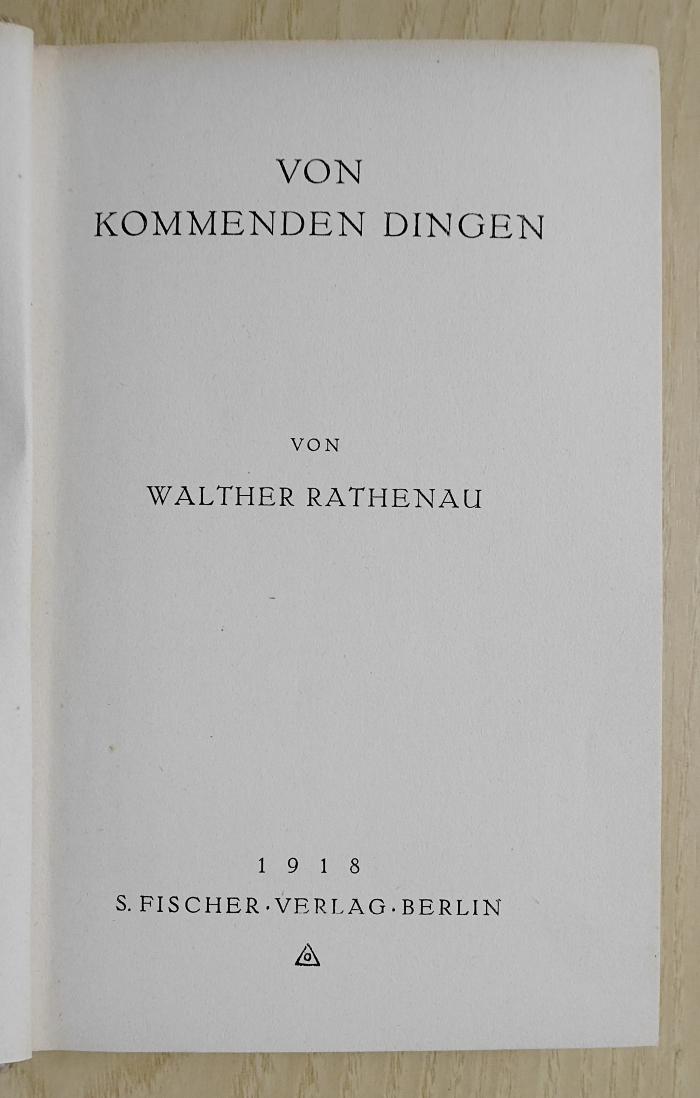 VON
KOMMENDEN DINGEN
VON
WALTHER RATHENAU
1918
S. FISCHER · VERLAG · BERLIN